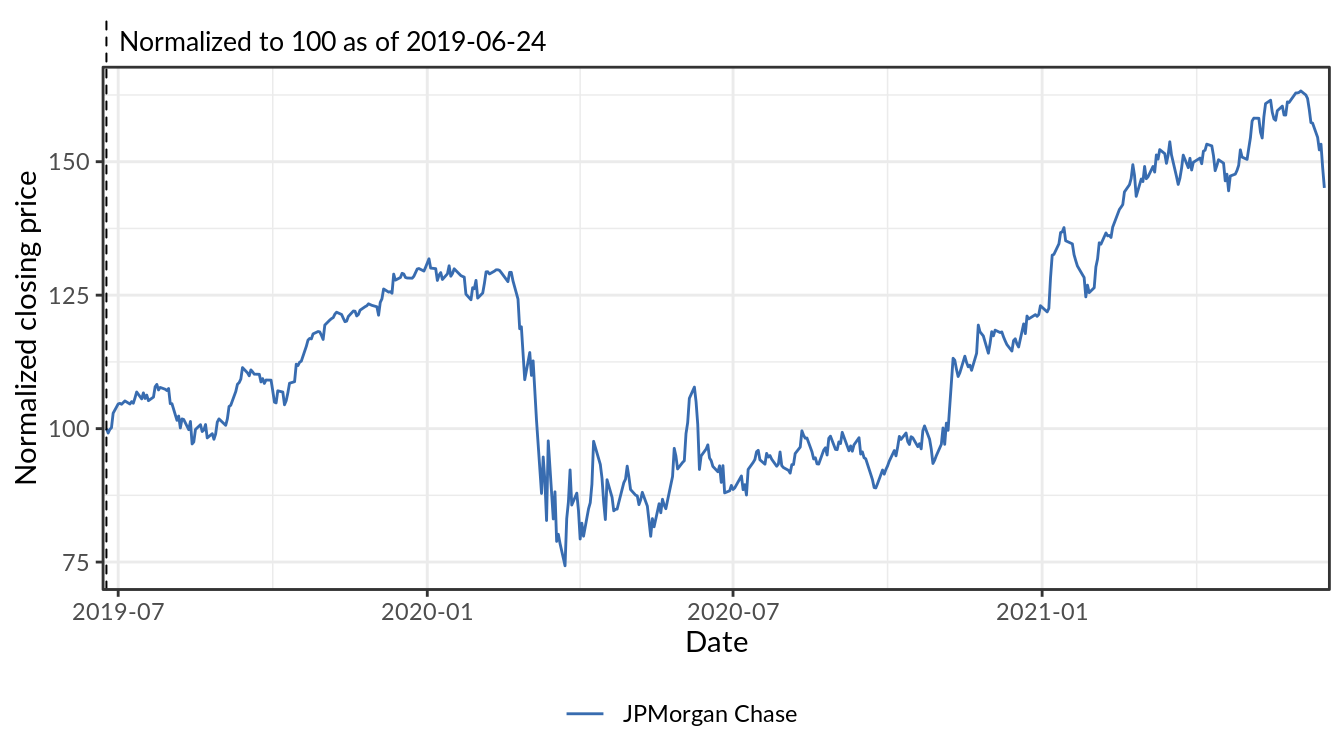 Normalized to 100 as of 2019-06-24
Normalized closing price
150
125
100
75
2019-07
2020-01
2020-07
2021-01
Date
JPMorgan Chase